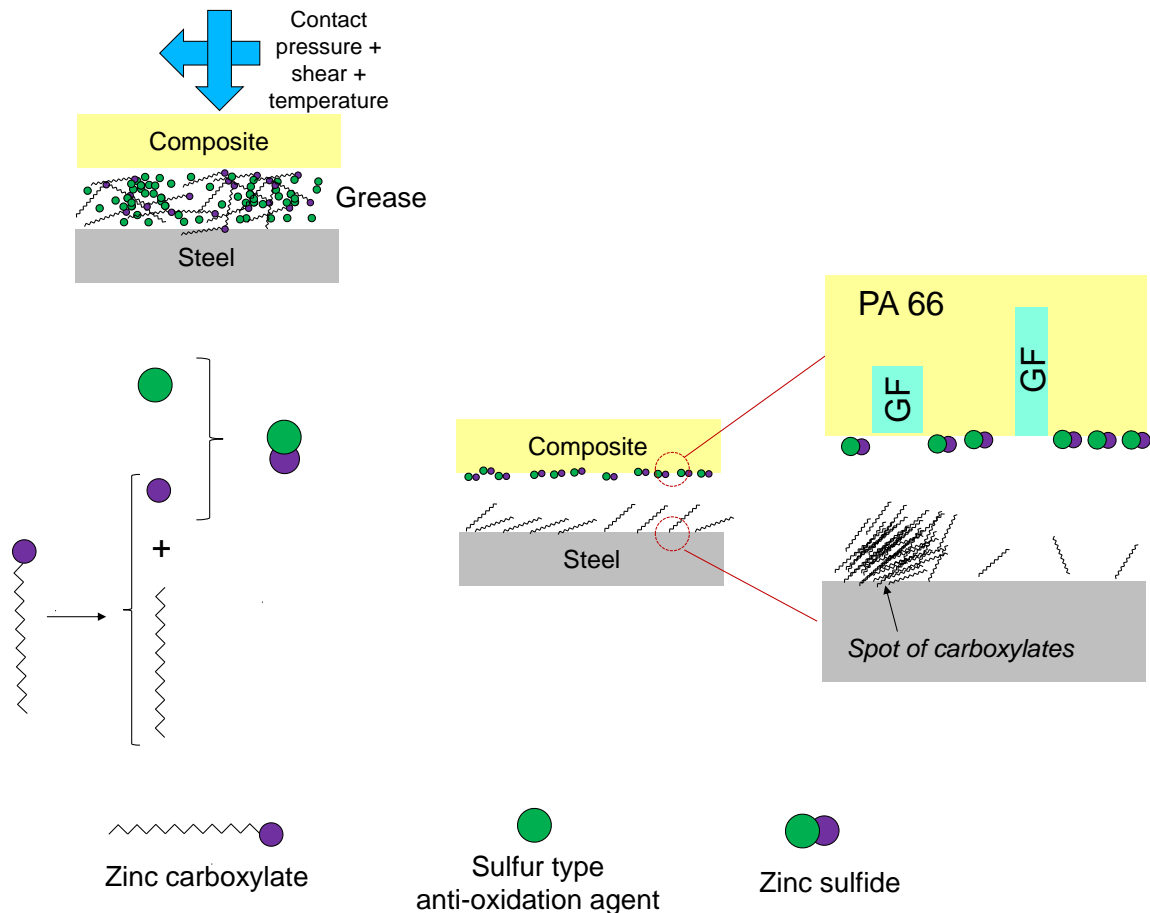 Contact
pressure +
shear +
temperature
Composite
Grease
Steel
+
Composite
Steel
PA 66
GF
GF
Spot of carboxylates
Zinc carboxylate
Sulfur type
anti-oxidation agent
Zinc sulfide